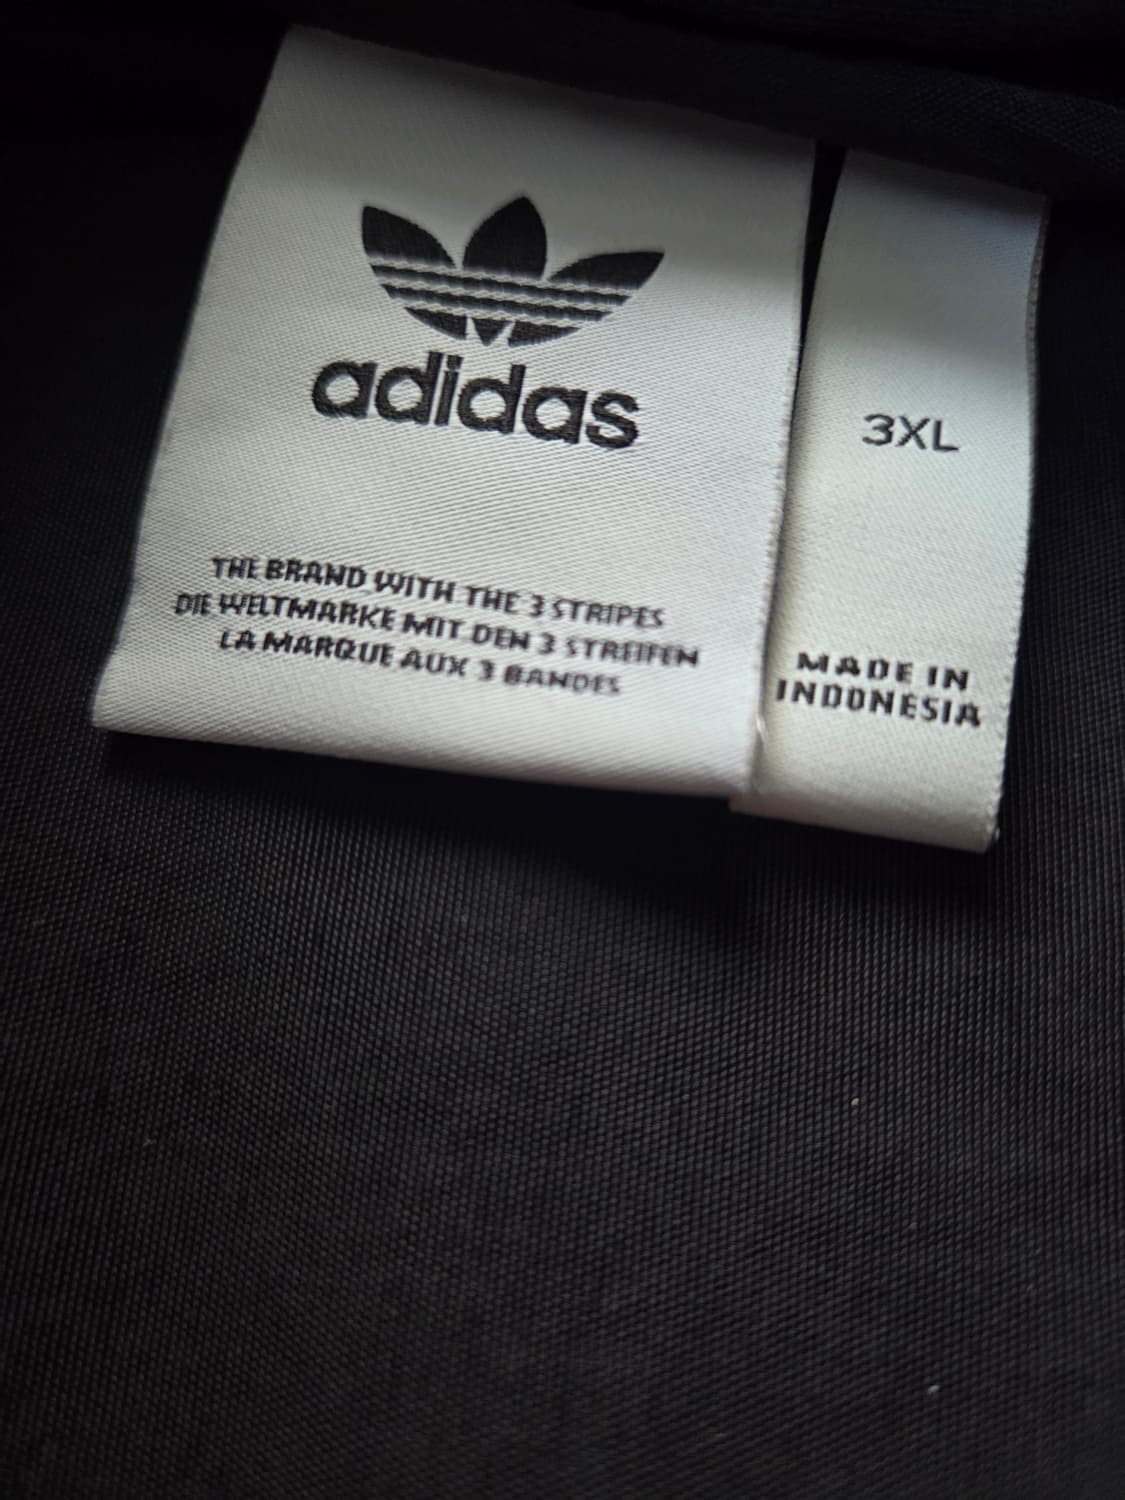 adidas
THE BRAND WITH THE 3 STRIPES
DIE WELTMARKE MIT DEN 3 STREIFEN
LA MARQUE AUX 3 BANDES
3XL
MADE IN
INDONESIA